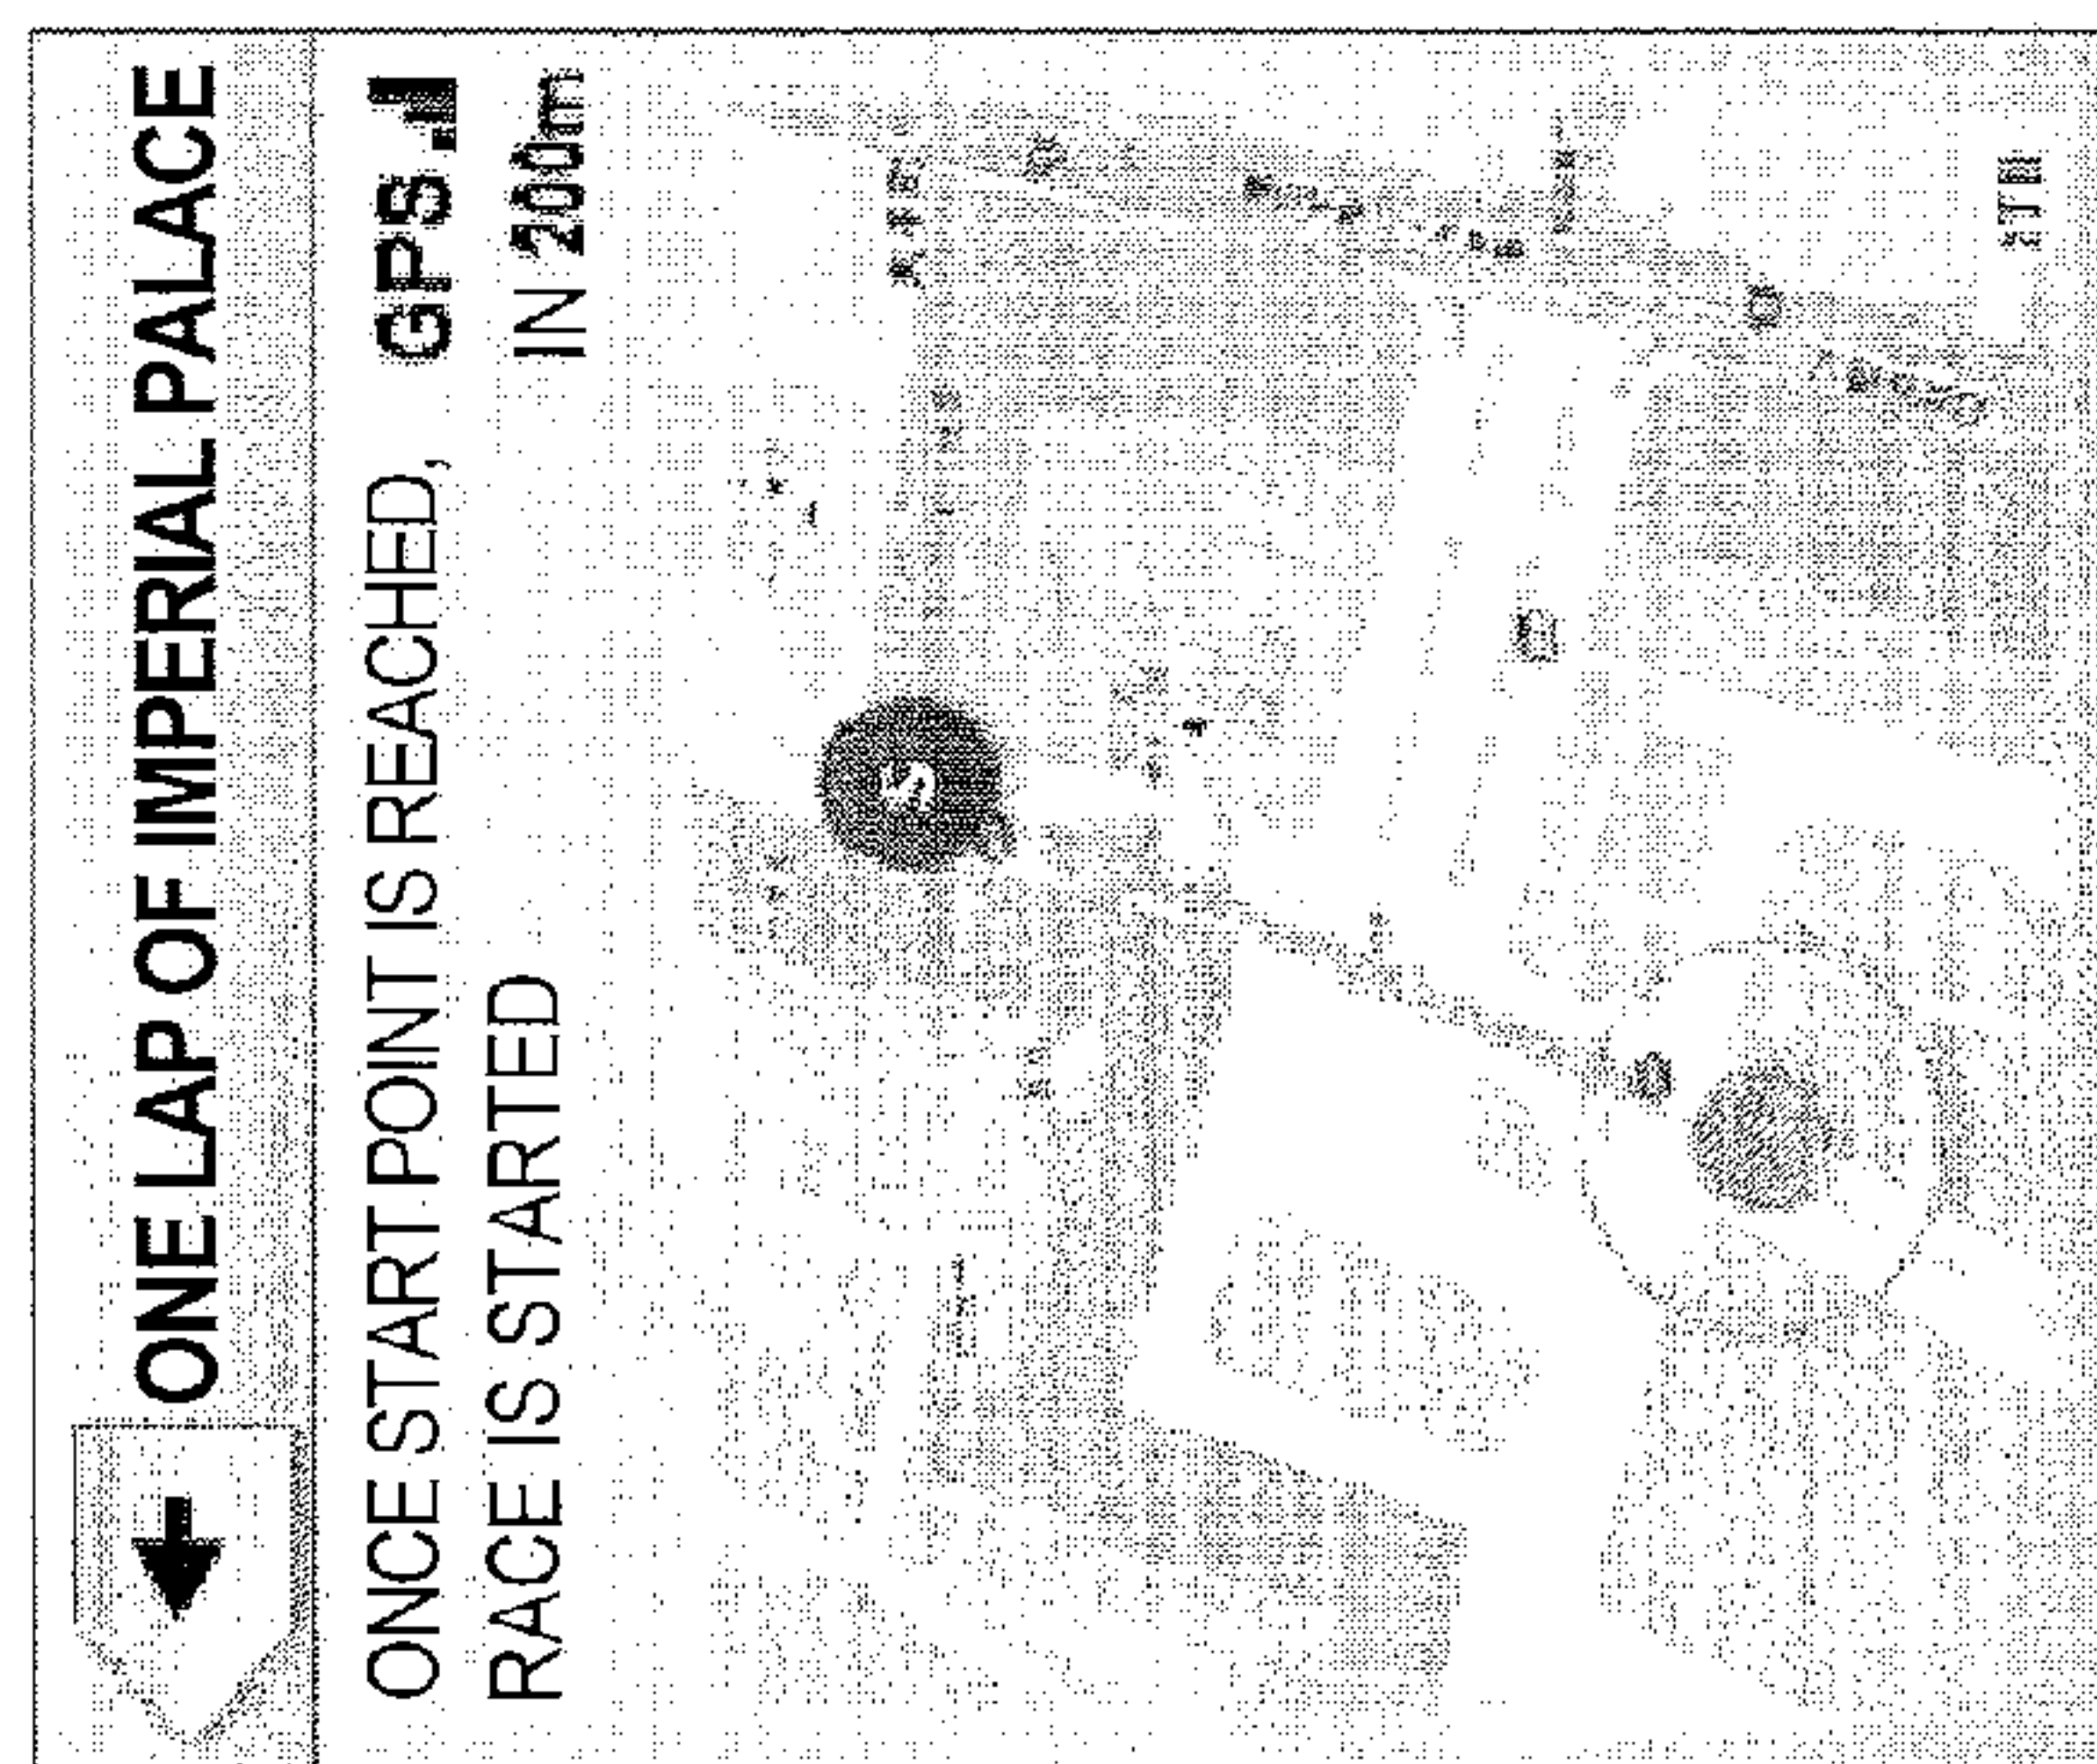 ONE LAP OF IMPERIAL PALACE
ONCE START POINT IS REACHED,
RACE IS STARTED
GPS
IN 200m
S